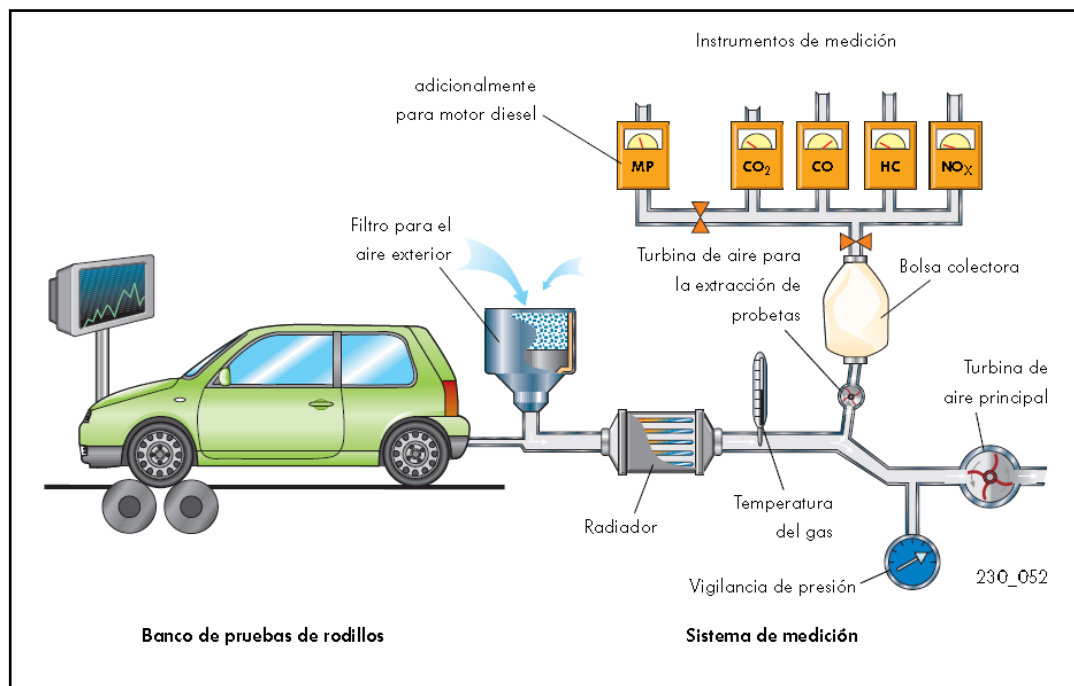 Instrumentos de medición
adicionalmente
para motor diesel
MP
CO₂
CO
HC
NOX
Filtro para el
aire exterior
Turbina de aire para
la extracción de
probetas
Bolsa colectora
Turbina de
aire principal
Radiador
Temperatura
del gas
Vigilancia de presión
230_052
Banco de pruebas de rodillos
Sistema de medición